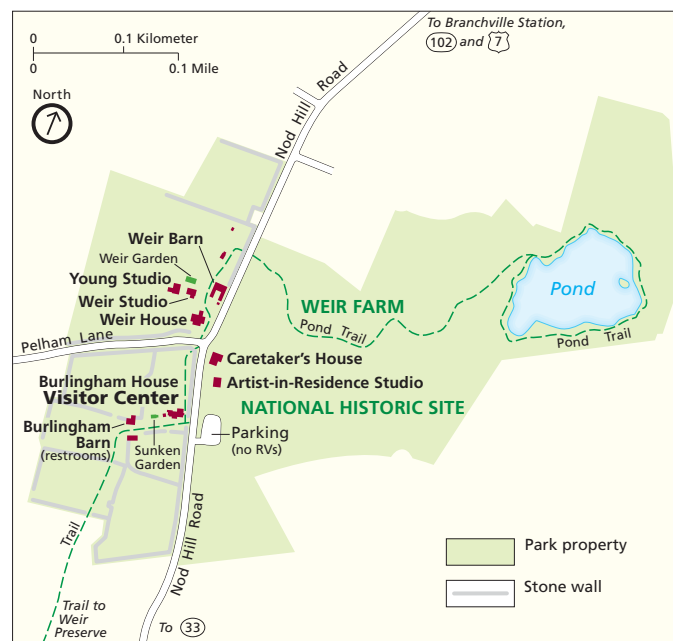 To Branchville Station,
102 and 7
0 0.1 Kilometer
0 0.1 Mile
North
Nod Hill Road
Weir Barn
Weir Garden
Young Studio
Weir Studio
Weir House
Pond
WEIR FARM
Pond Trail
Pond Trail
Pelham Lane
Caretaker's House
Artist-in-Residence Studio
Burlingham House
Visitor Center
NATIONAL HISTORIC SITE
Burlingham
Barn
(restrooms)
Sunken
Garden
Parking
(no RVs)
Trail
Nod Hill Road
Park property
Stone wall
Trail to
Weir
Preserve
To 33